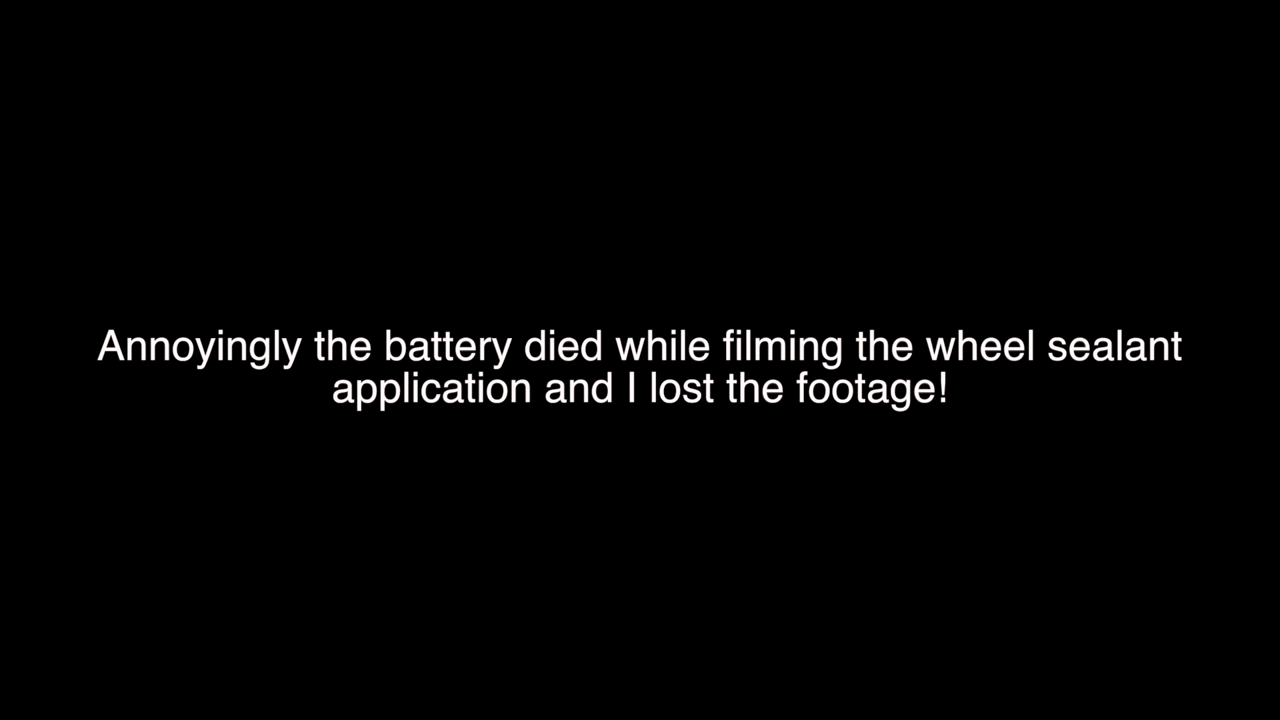 Annoyingly the battery died while filming the wheel sealant
application and I lost the footage!